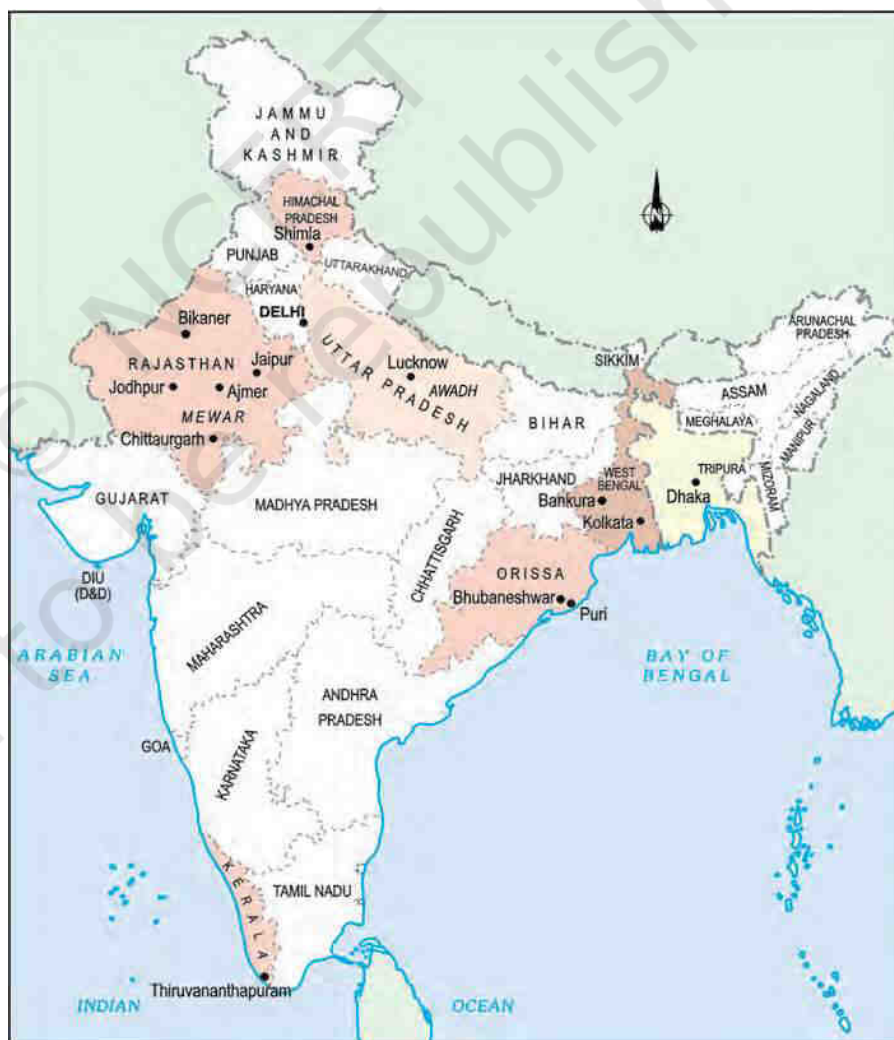 © NCERT
not to be republished
JAMMU
AND
KASHMIR
HIMACHAL
PRADESH
Shimla
PUNJAB
UTTARAKHAND
HARYANA
DELHI
Bikaner
ARUNACHAL
PRADESH
SIKKIM
UTTAR PRADESH
Lucknow
AWADH
RAJASTHAN
Jaipur
Jodhpur
Ajmer
MEWAR
Chittaurgarh
ASSAM
NAGALAND
MEGHALAYA
MANIPUR
BIHAR
TRIPURA
MIZORAM
Dhaka
JHARKHAND
WEST
BENGAL
Bankura
Kolkata
GUJARAT
MADHYA PRADESH
CHHATTISGARH
DIU
(D&D)
ORISSA
Bhubaneshwar
Puri
MAHARASHTRA
ARABIAN
SEA
BAY OF
BENGAL
ANDHRA
PRADESH
GOA
KARNATAKA
N
KERALA
TAMIL NADU
Thiruvananthapuram
INDIAN
OCEAN